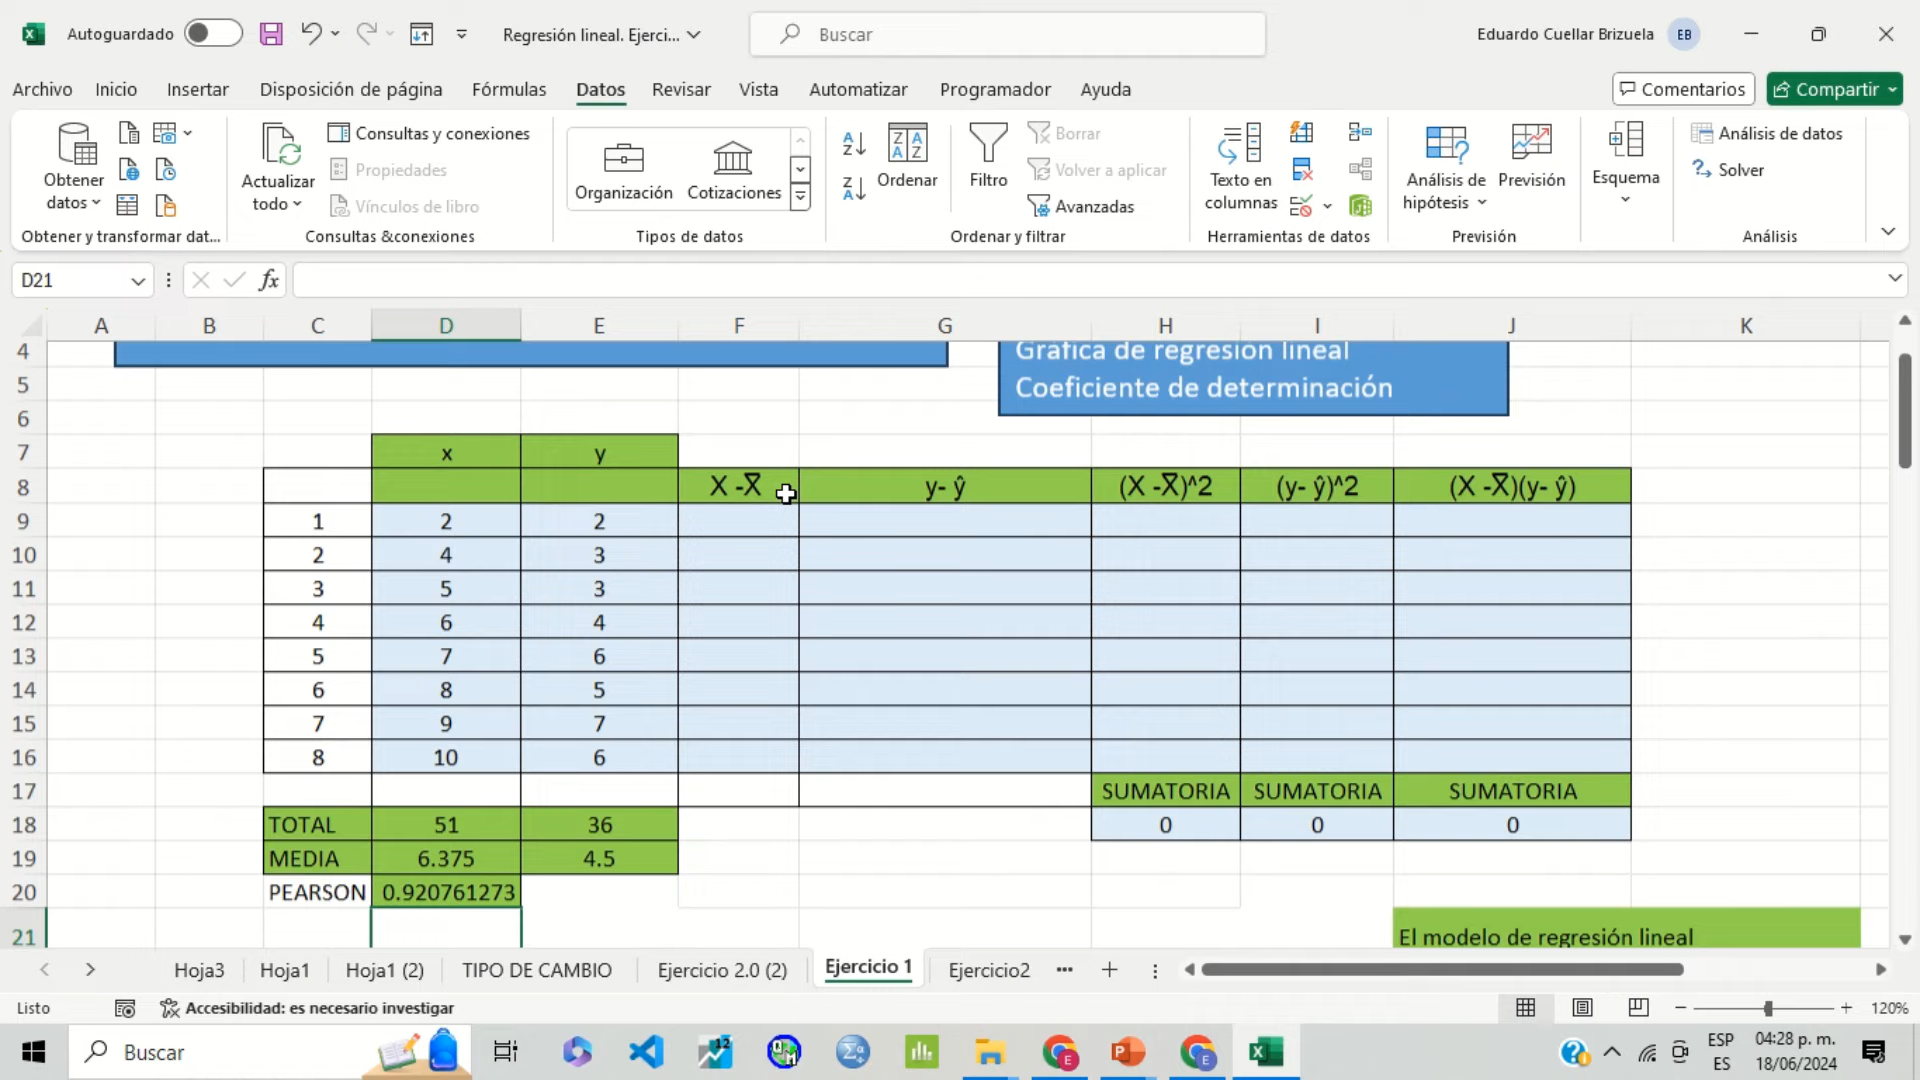 Autoguardado
Regresión lineal. Ejerci...
Buscar
Eduardo Cuellar Brizuela
EB
Archivo Inicio Insertar Disposición de página Fórmulas Datos Revisar Vista Automatizar Programador Ayuda
Comentarios
Compartir
Obtener datos
Obtener y transformar dat...
Actualizar todo
Consultas y conexiones
Propiedades
Vínculos de libro
Consultas &conexiones
Organización
Cotizaciones
Tipos de datos
Ordenar
Filtro
Borrar
Volver a aplicar
Avanzadas
Ordenar y filtrar
Texto en columnas
Herramientas de datos
Análisis de hipótesis
Previsión
Previsión
Esquema
Análisis de datos
Solver
Análisis
D21
fx
A B C D E F G H I J K
4 Gráfica de regresión lineal
5 Coeficiente de determinación
6
7 x y
8 X -X̅ y- ŷ (X -X̅)^2 (y- ŷ)^2 (X -X̅)(y- ŷ)
9 1 2 2
10 2 4 3
11 3 5 3
12 4 6 4
13 5 7 6
14 6 8 5
15 7 9 7
16 8 10 6
17 SUMATORIA SUMATORIA SUMATORIA
18 TOTAL 51 36 0 0 0
19 MEDIA 6.375 4.5
20 PEARSON 0.920761273
21 El modelo de regresión lineal
Hoja3 Hoja1 Hoja1 (2) TIPO DE CAMBIO Ejercicio 2.0 (2) Ejercicio 1 Ejercicio2
Listo
Accesibilidad: es necesario investigar
120%
Buscar
12
ESP
ES
04:28 p. m.
18/06/2024